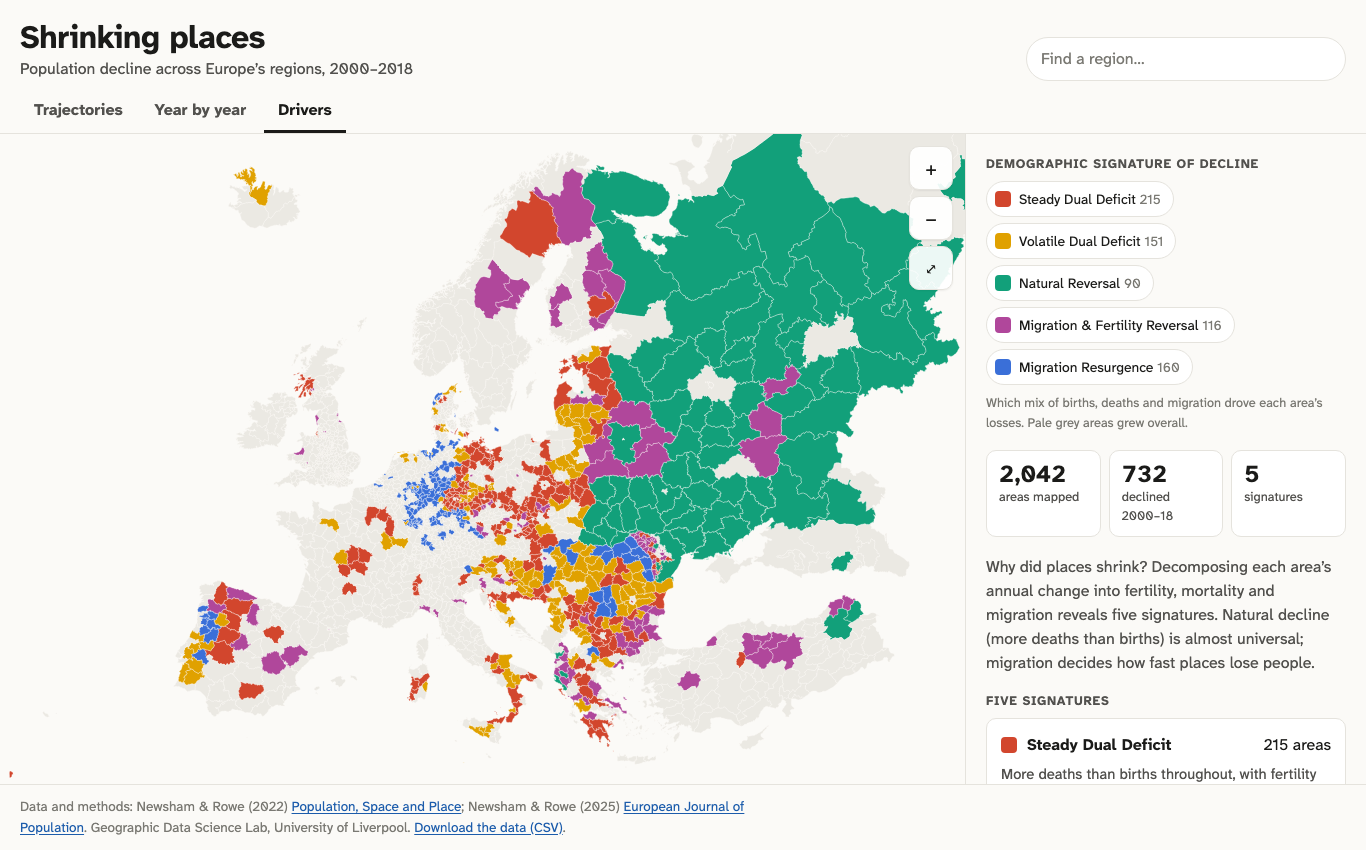 Shrinking places
Population decline across Europe's regions, 2000–2018
Find a region...
Trajectories
Year by year
Drivers
+
−
⤢
DEMOGRAPHIC SIGNATURE OF DECLINE
Steady Dual Deficit 215
Volatile Dual Deficit 151
Natural Reversal 90
Migration & Fertility Reversal 116
Migration Resurgence 160
Which mix of births, deaths and migration drove each area's
losses. Pale grey areas grew overall.
2,042
areas mapped
732
declined
2000–18
5
signatures
Why did places shrink? Decomposing each area's
annual change into fertility, mortality and
migration reveals five signatures. Natural decline
(more deaths than births) is almost universal;
migration decides how fast places lose people.
FIVE SIGNATURES
Steady Dual Deficit 215 areas
More deaths than births throughout, with fertility
Data and methods: Newsham & Rowe (2022) Population, Space and Place; Newsham & Rowe (2025) European Journal of
Population. Geographic Data Science Lab, University of Liverpool. Download the data (CSV).